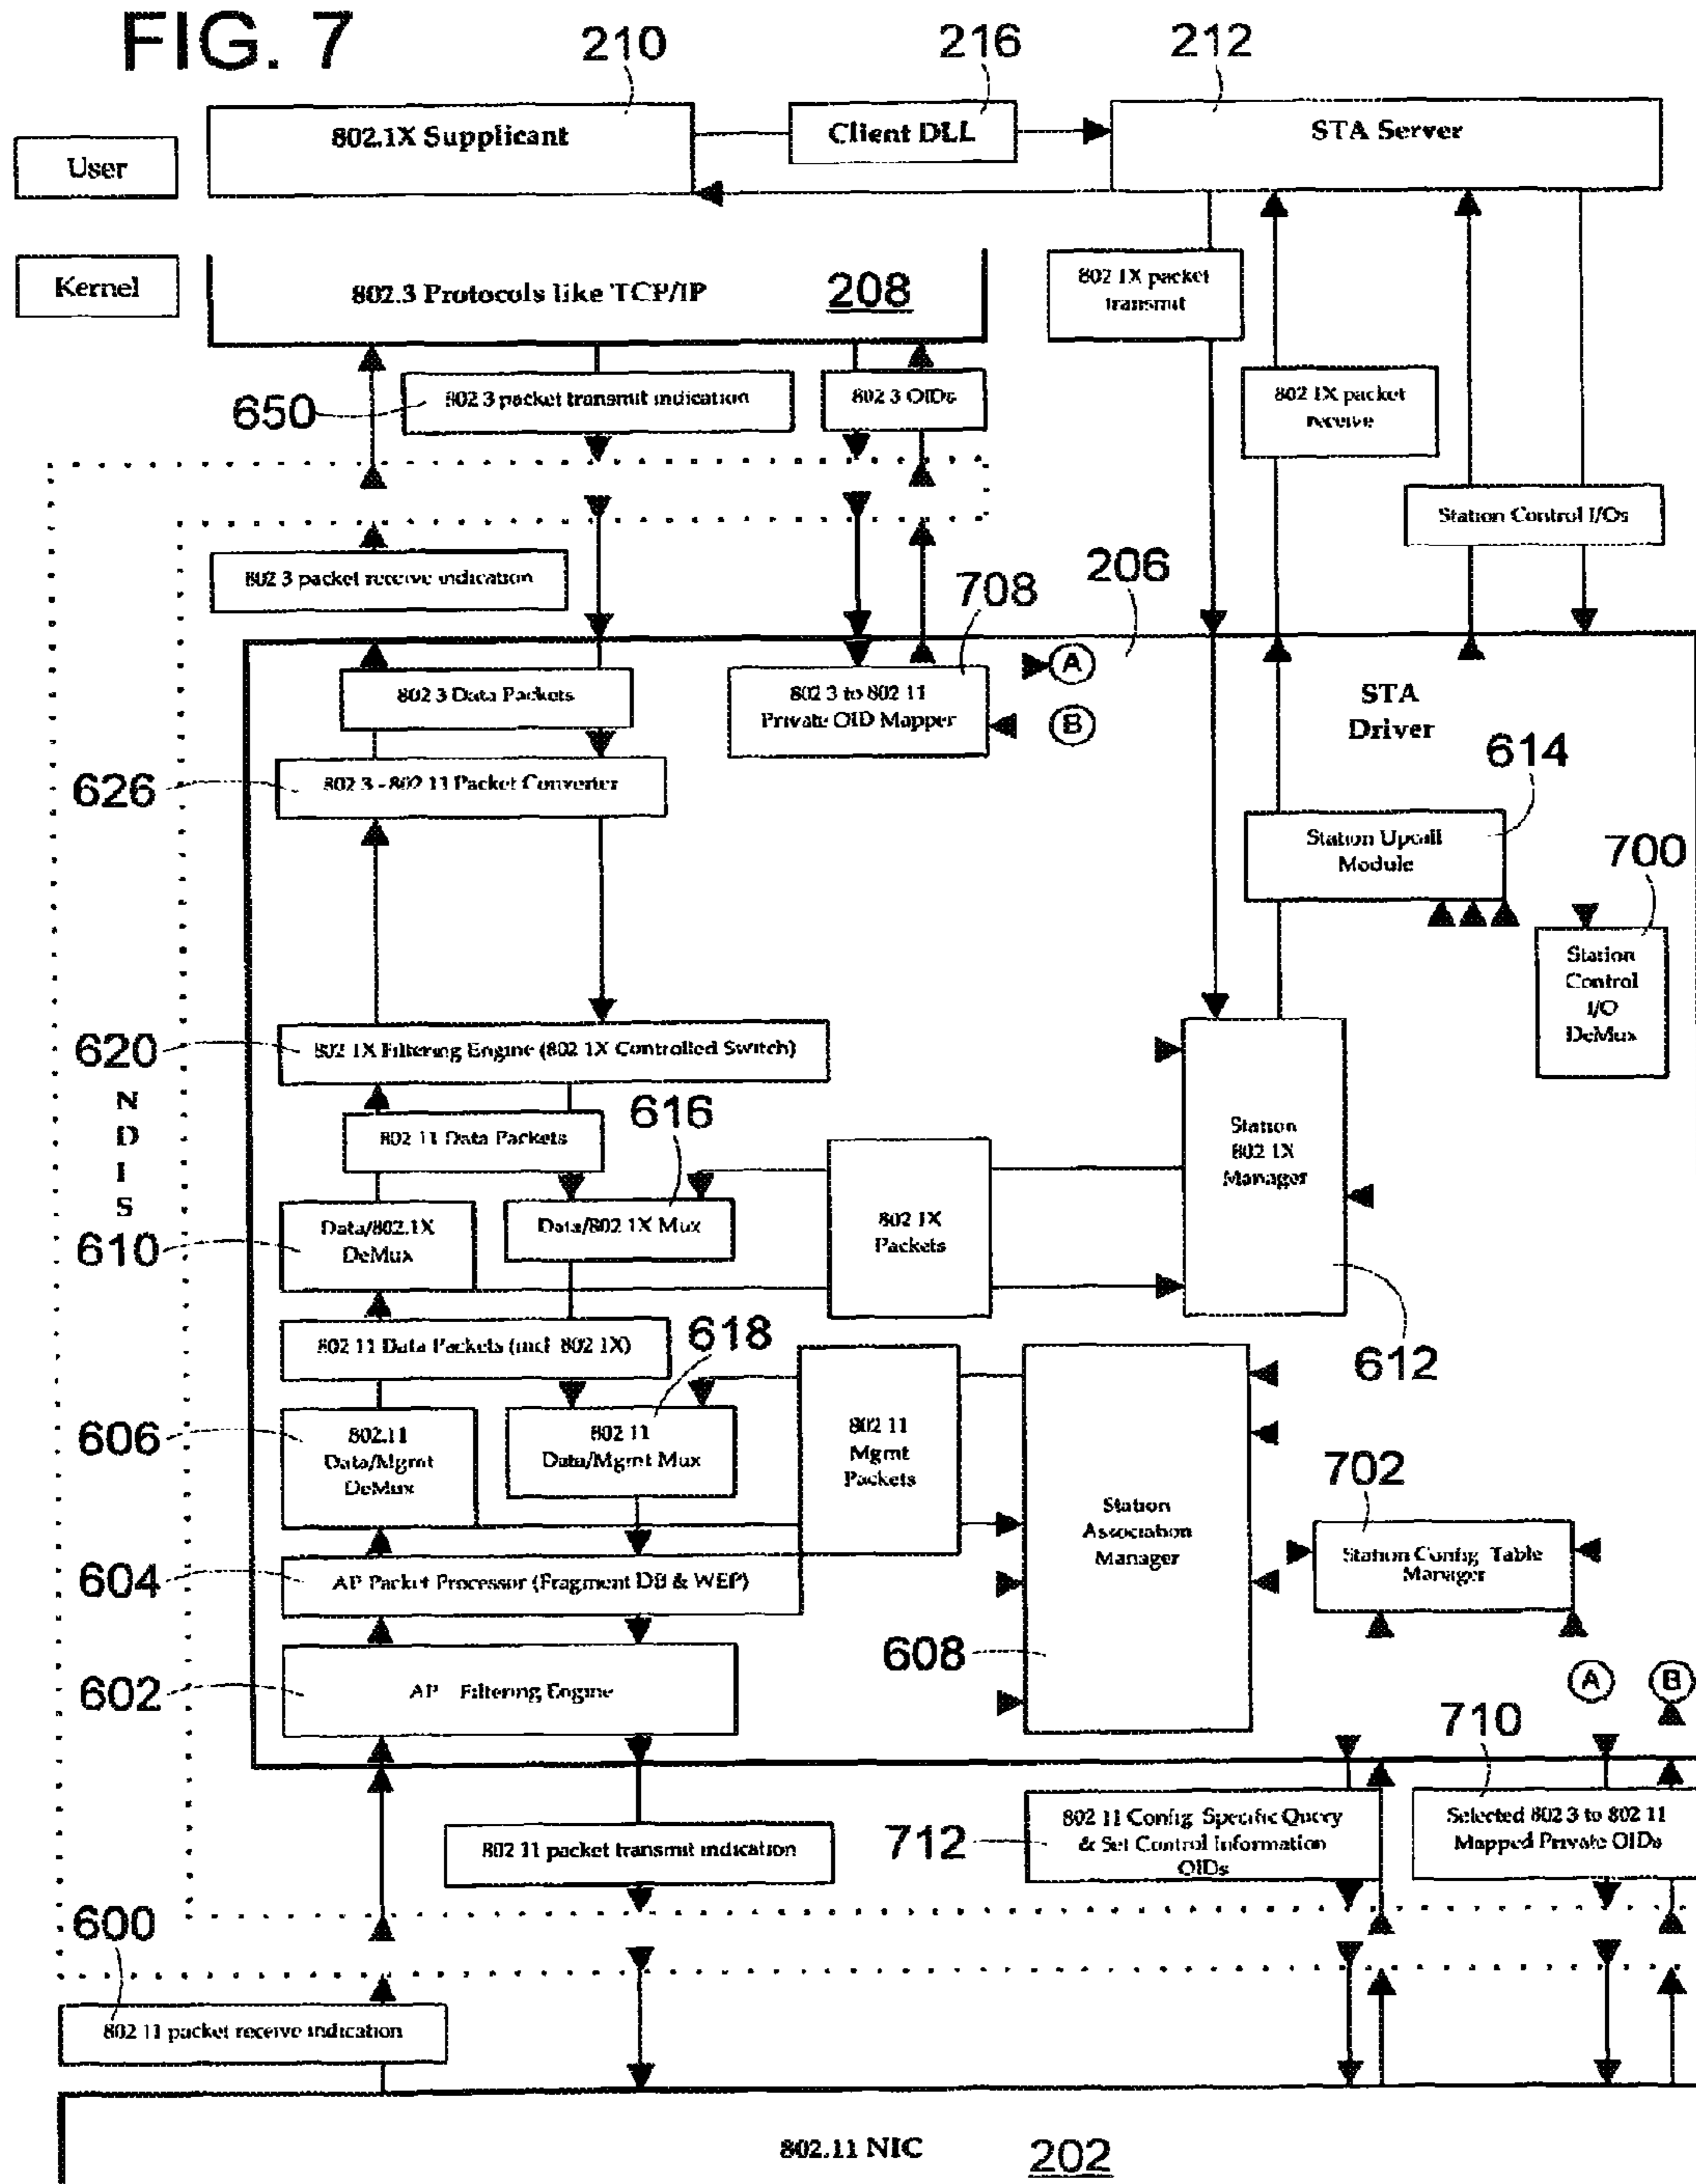 FIG. 7
210
216
212
802.1X Supplicant
Client DLL
STA Server
User
Kernel
802.3 Protocols like TCP/IP
208
802 1X packet
transmit
650
802 3 packet transmit indication
802 3 OIDs
802 1X packet
receive
Station Control I/Os
802 3 packet receive indication
708
206
802 3 Data Packets
802 3 to 802 11
Private OID Mapper
A
B
STA
Driver
614
626
802 3 - 802 11 Packet Converter
Station Upcall
Module
700
Station
Control
I/O
DeMux
620
802 1X Filtering Engine (802 1X Controlled Switch)
N
D
I
S
616
802 11 Data Packets
Station
802 1X
Manager
610
Data/802.1X
DeMux
Data/802 1X Mux
802 1X
Packets
802 11 Data Packets (incl 802 1X)
618
612
606
802.11
Data/Mgmt
DeMux
802 11
Data/Mgmt Mux
802 11
Mgmt
Packets
702
Station
Association
Manager
Station Config Table
Manager
604
AP Packet Processor (Fragment DB & WEP)
608
602
AP Filtering Engine
A
B
710
712
802 11 Config Specific Query
& Set Control Information
OIDs
Selected 802 3 to 802 11
Mapped Private OIDs
802 11 packet transmit indication
600
802 11 packet receive indication
802.11 NIC
202